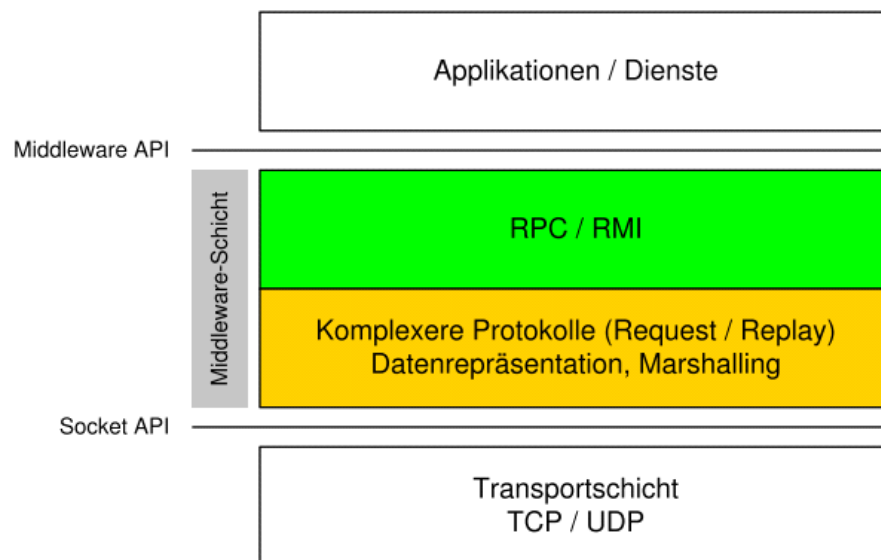 Applikationen / Dienste
Middleware API
Middleware-Schicht
RPC / RMI
Komplexere Protokolle (Request / Replay)
Datenrepräsentation, Marshalling
Socket API
Transportschicht
TCP / UDP